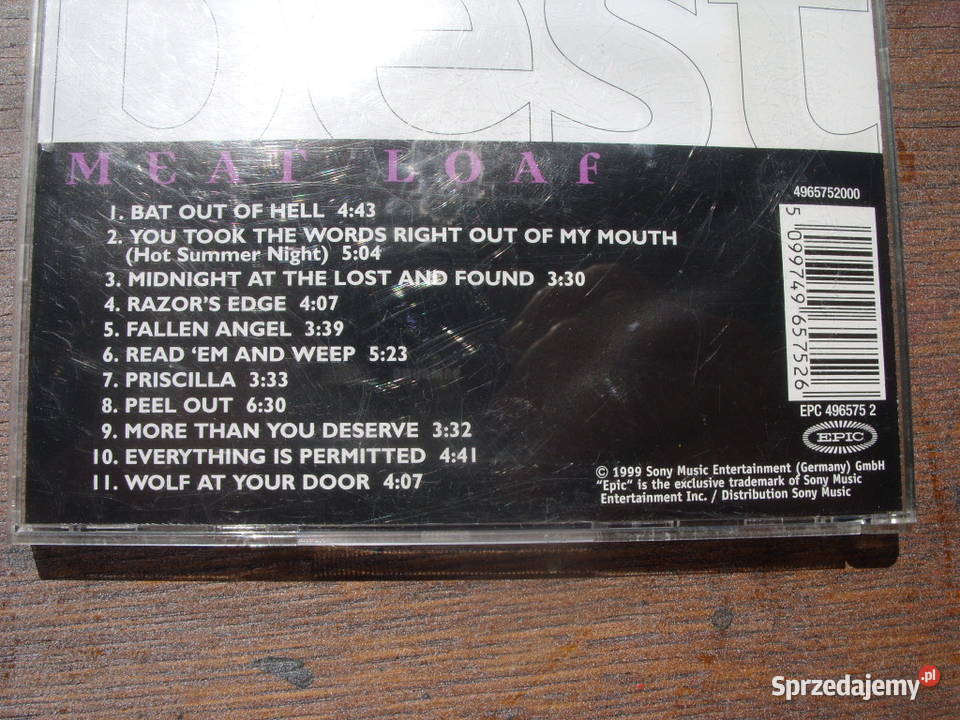 best
MEAT LOAF
1. BAT OUT OF HELL 4:43
2. YOU TOOK THE WORDS RIGHT OUT OF MY MOUTH
(Hot Summer Night) 5:04
3. MIDNIGHT AT THE LOST AND FOUND 3:30
4. RAZOR'S EDGE 4:07
5. FALLEN ANGEL 3:39
6. READ 'EM AND WEEP 5:23
7. PRISCILLA 3:33
8. PEEL OUT 6:30
9. MORE THAN YOU DESERVE 3:32
10. EVERYTHING IS PERMITTED 4:41
11. WOLF AT YOUR DOOR 4:07
4965752000
5 099749 657526
EPC 496575 2
EPIC
© 1999 Sony Music Entertainment (Germany) GmbH
"Epic" is the exclusive trademark of Sony Music
Entertainment Inc. / Distribution Sony Music
Sprzedajemy.pl